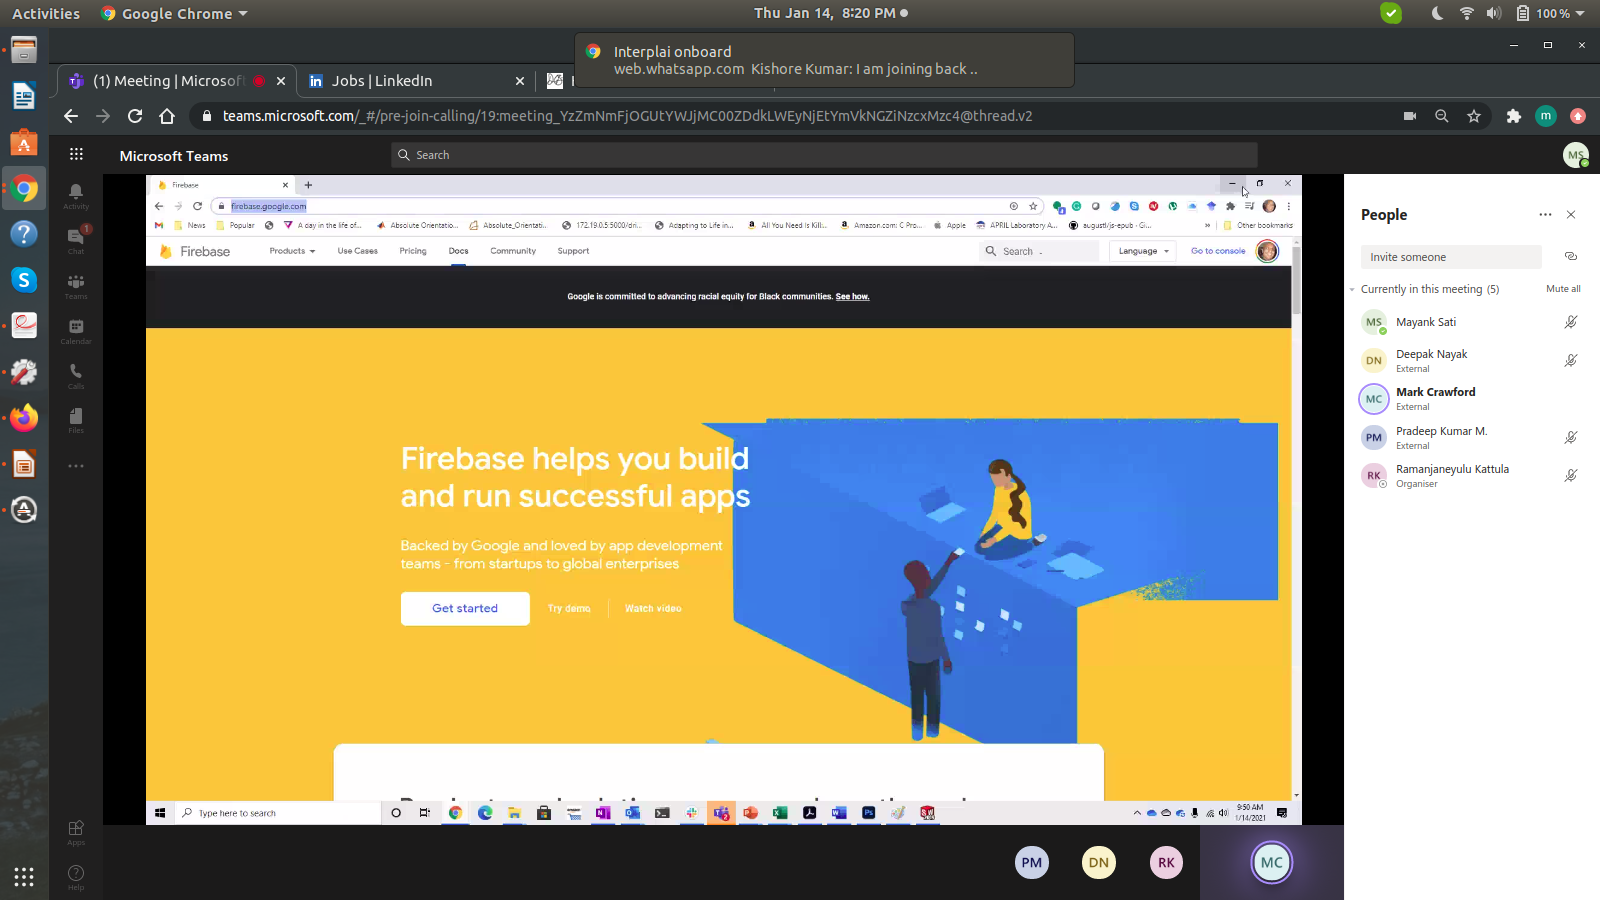 Activities
Google Chrome
Thu Jan 14, 8:20 PM
100 %
Interplai onboard
web.whatsapp.com Kishore Kumar: I am joining back ..
(1) Meeting | Microsoft
Jobs | LinkedIn
teams.microsoft.com/_#/pre-join-calling/19:meeting_YzZmNmFjOGUtYWJjMC00ZDdkLWEyNjEtYmVkNGZiNzcxMzc4@thread.v2
m
Microsoft Teams
Search
MS
Activity
Chat
1
Teams
Calendar
Calls
Files
Apps
Help
Firebase
firebase.google.com
News
Popular
A day in the life of...
Absolute Orientatio...
Absolute_Orientati...
172.19.0.5:5000/dri...
Adapting to Life in...
All You Need Is Kill:...
Amazon.com: C Pro...
Apple
APRIL Laboratory A...
augustl/js-epub · Gi...
Other bookmarks
Firebase
Products
Use Cases
Pricing
Docs
Community
Support
Search
Language
Go to console
Google is committed to advancing racial equity for Black communities. See how.
Firebase helps you build
and run successful apps
Backed by Google and loved by app development
teams - from startups to global enterprises
Get started
Try demo
Watch video
Type here to search
9:50 AM
1/14/2021
People
Invite someone
Currently in this meeting (5)
Mute all
MS
Mayank Sati
DN
Deepak Nayak
External
MC
Mark Crawford
External
PM
Pradeep Kumar M.
External
RK
Ramanjaneyulu Kattula
Organiser
PM
DN
RK
MC